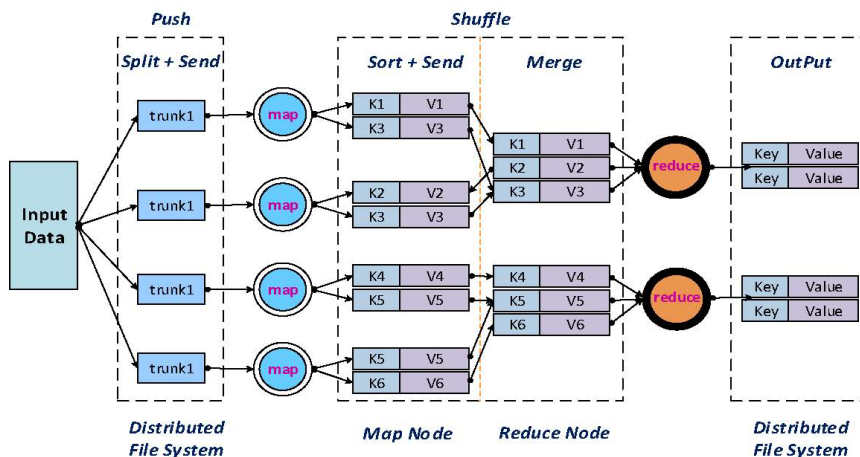 Push
Shuffle
Split + Send
Sort + Send
Merge
OutPut
Input
Data
trunk1
trunk1
trunk1
trunk1
map
map
map
map
K1 V1
K3 V3
K2 V2
K3 V3
K4 V4
K5 V5
K5 V5
K6 V6
K1 V1
K2 V2
K3 V3
K4 V4
K5 V5
K6 V6
reduce
reduce
Key Value
Key Value
Key Value
Key Value
Distributed
File System
Map Node
Reduce Node
Distributed
File System